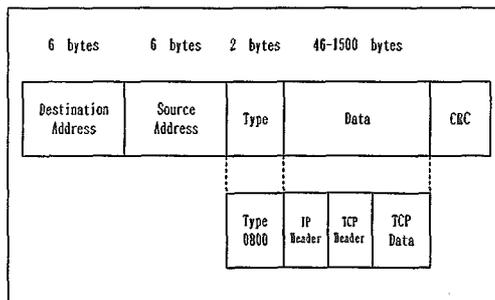 6 bytes 6 bytes 2 bytes 46-1500 bytes
Destination Address
Source Address
Type
Data
CRC
Type 0800
IP Header
TCP Header
TCP Data